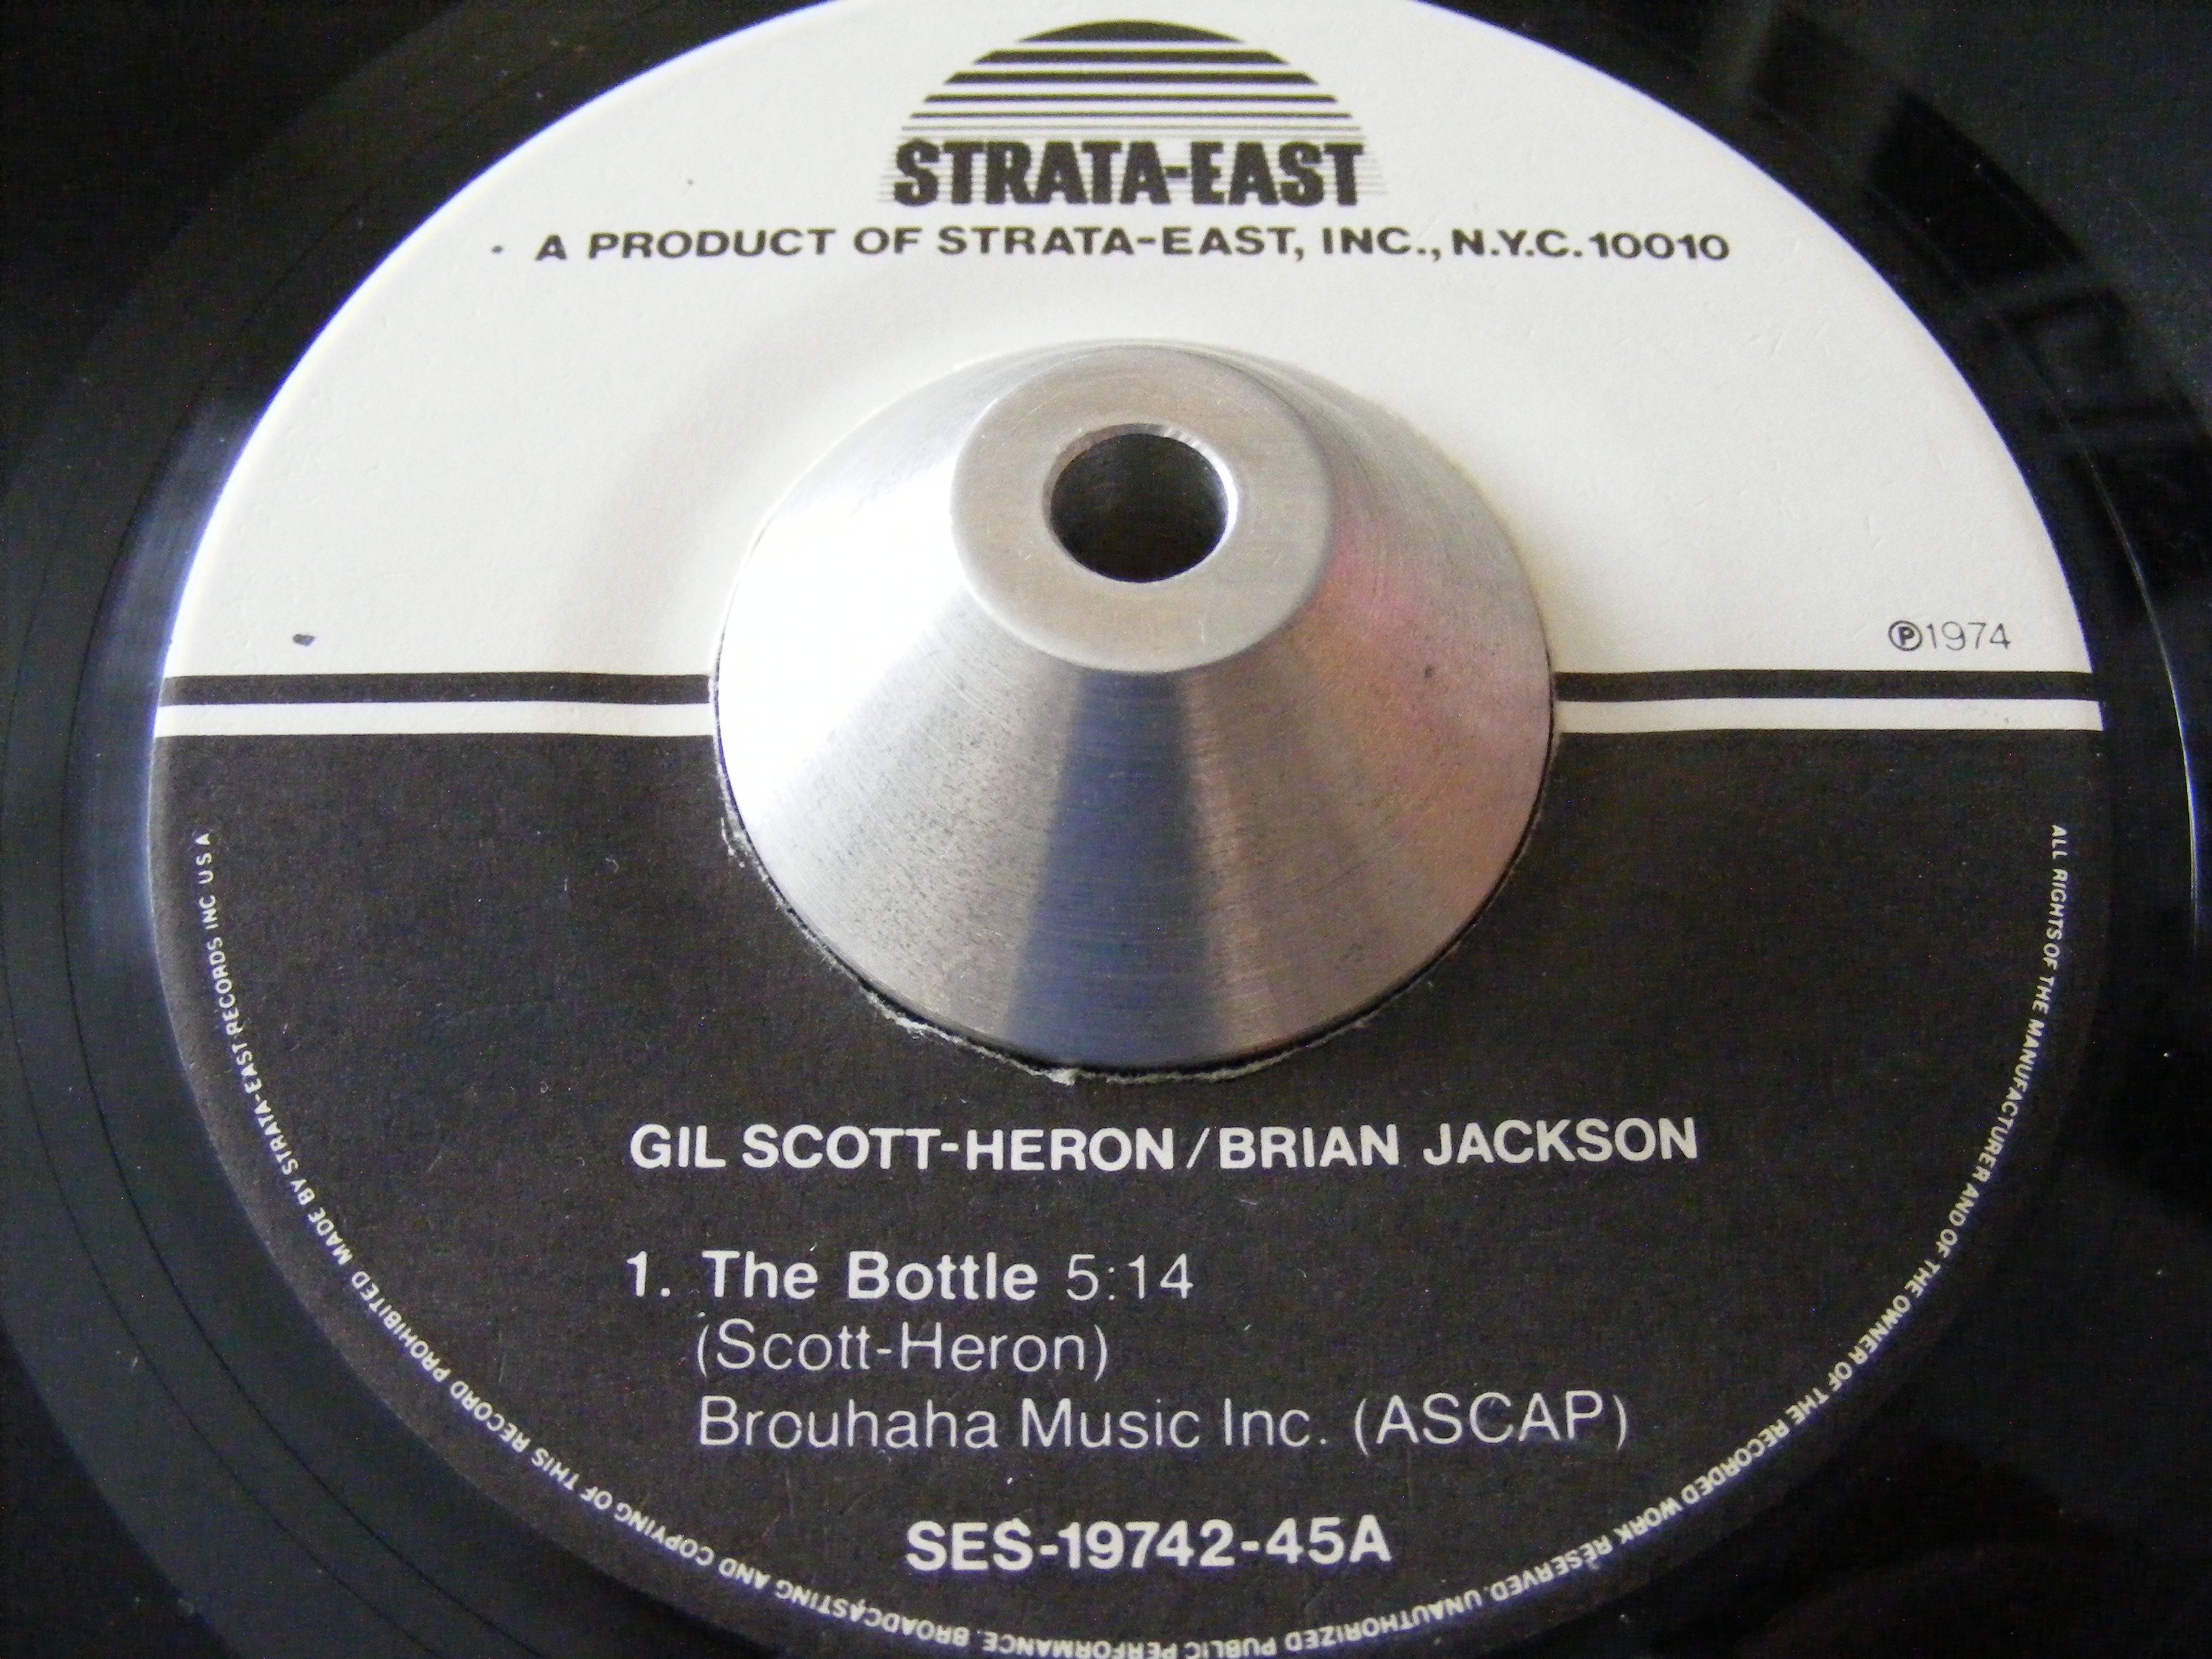 STRATA-EAST
A PRODUCT OF STRATA-EAST, INC., N.Y.C. 10010
℗1974
GIL SCOTT-HERON/BRIAN JACKSON
1. The Bottle 5:14
(Scott-Heron)
Brouhaha Music Inc. (ASCAP)
SES-19742-45A
ALL RIGHTS OF THE MANUFACTURER AND OF THE OWNER OF THE RECORDED WORK RESERVED. UNAUTHORIZED PUBLIC PERFORMANCE. BROADCASTING AND COPYING OF THIS RECORD PROHIBITED MADE BY STRATA-EAST RECORDS INC U.S.A